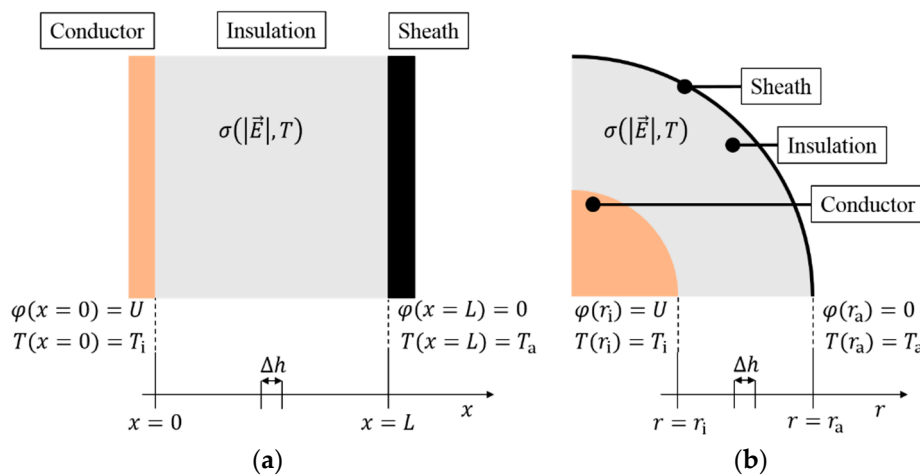 Conductor Insulation Sheath
σ(|E⃗|, T)
φ(x = 0) = U φ(x = L) = 0
T(x = 0) = Tᵢ T(x = L) = Tₐ
Δh
x
x = 0 x = L
(a)
Sheath
σ(|E⃗|, T)
Insulation
Conductor
φ(rᵢ) = U φ(rₐ) = 0
T(rᵢ) = Tᵢ T(rₐ) = Tₐ
Δh
r = rᵢ r = rₐ r
(b)